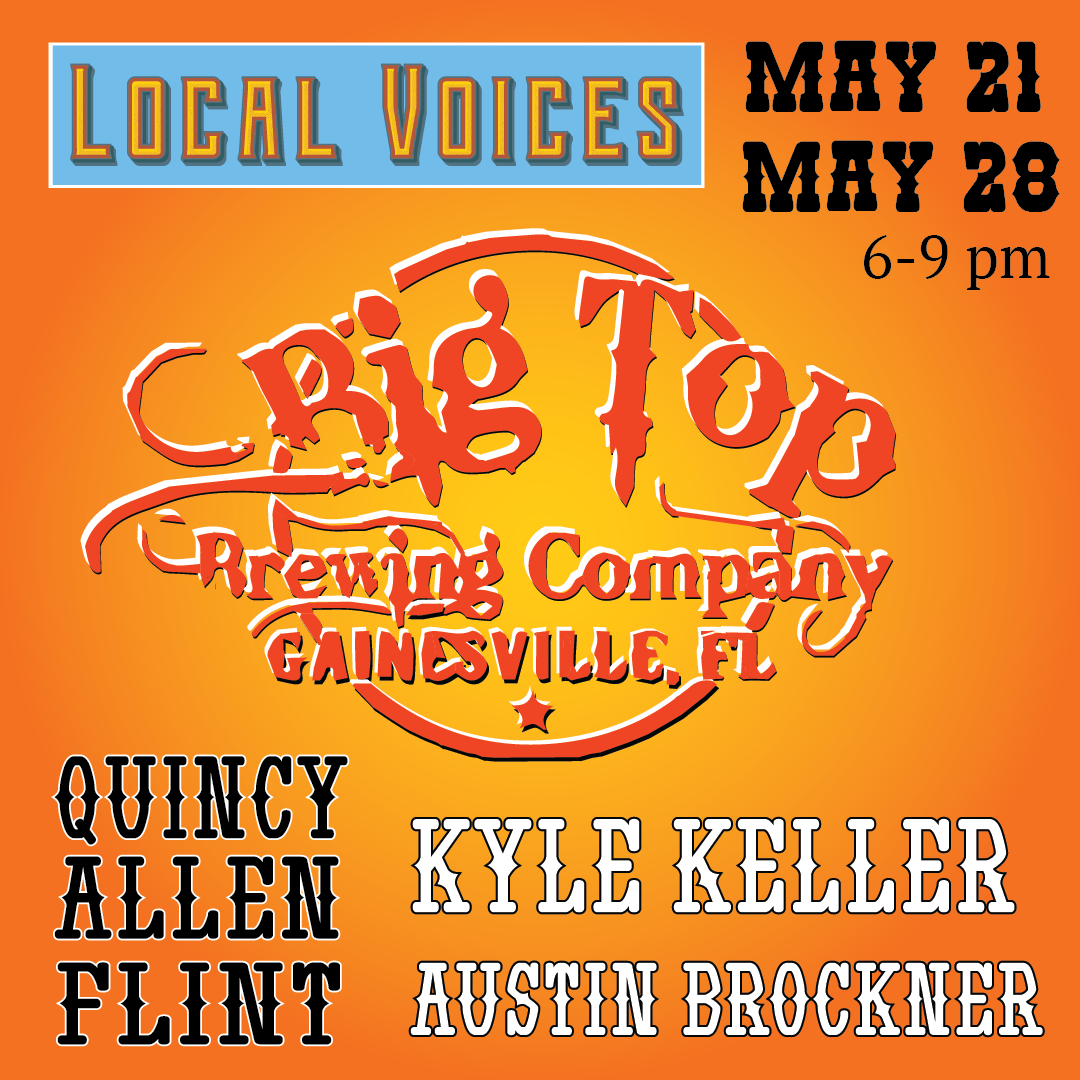 LOCAL VOICES
MAY 21
MAY 28
6-9 pm
Big Top
Brewing Company
GAINESVILLE, FL
QUINCY
ALLEN
FLINT
KYLE KELLER
AUSTIN BROCKNER